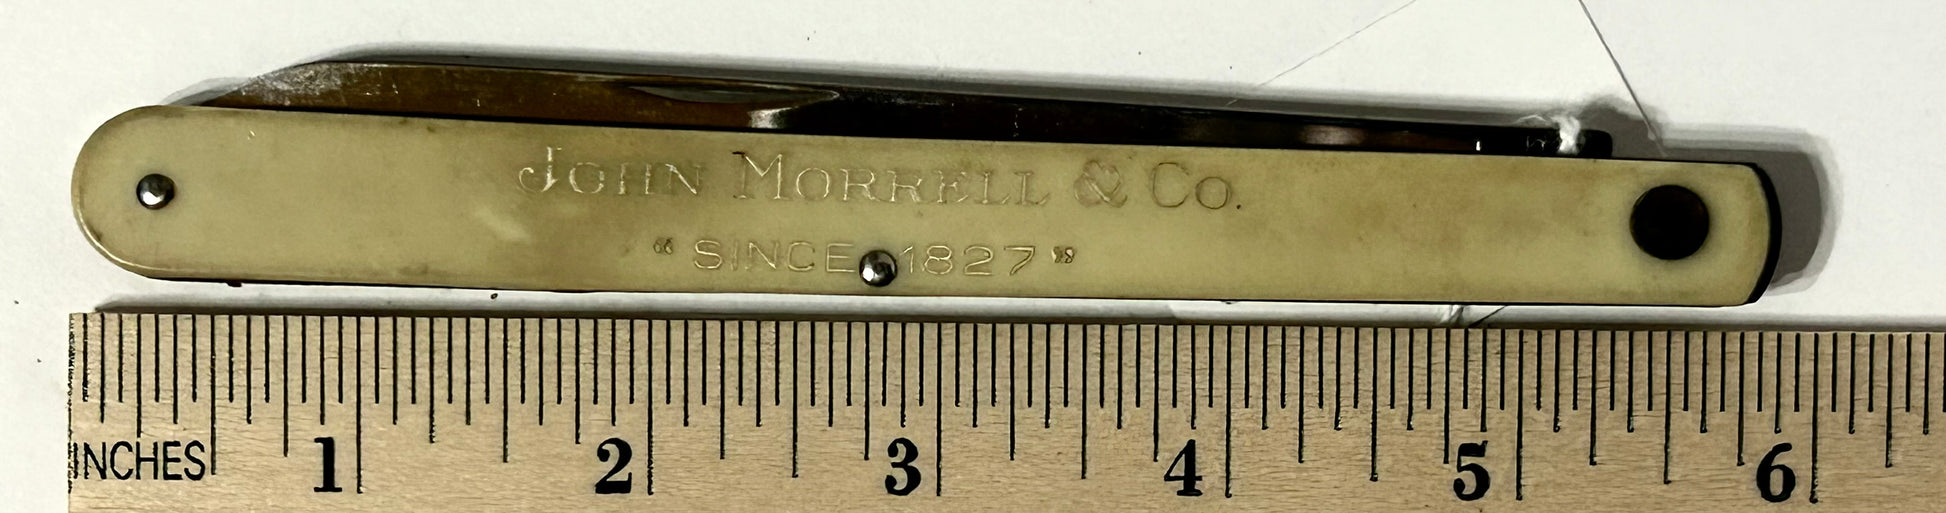 JOHN MORRELL & CO.
“ SINCE 1827 ”
INCHES 1 2 3 4 5 6